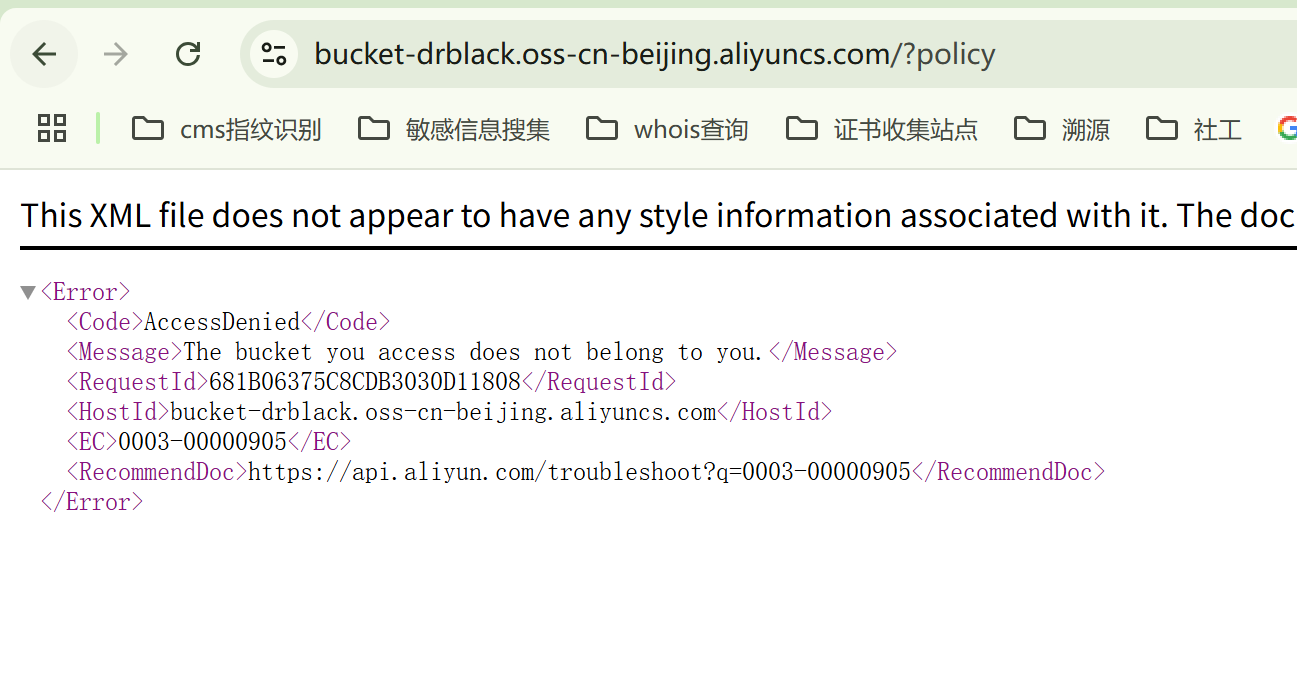 bucket-drblack.oss-cn-beijing.aliyuncs.com/?policy
cms指纹识别 敏感信息搜集 whois查询 证书收集站点 溯源 社工
This XML file does not appear to have any style information associated with it. The doc
<Error>
<Code>AccessDenied</Code>
<Message>The bucket you access does not belong to you.</Message>
<RequestId>681B06375C8CDB3030D11808</RequestId>
<HostId>bucket-drblack.oss-cn-beijing.aliyuncs.com</HostId>
<EC>0003-00000905</EC>
<RecommendDoc>https://api.aliyun.com/troubleshoot?q=0003-00000905</RecommendDoc>
</Error>